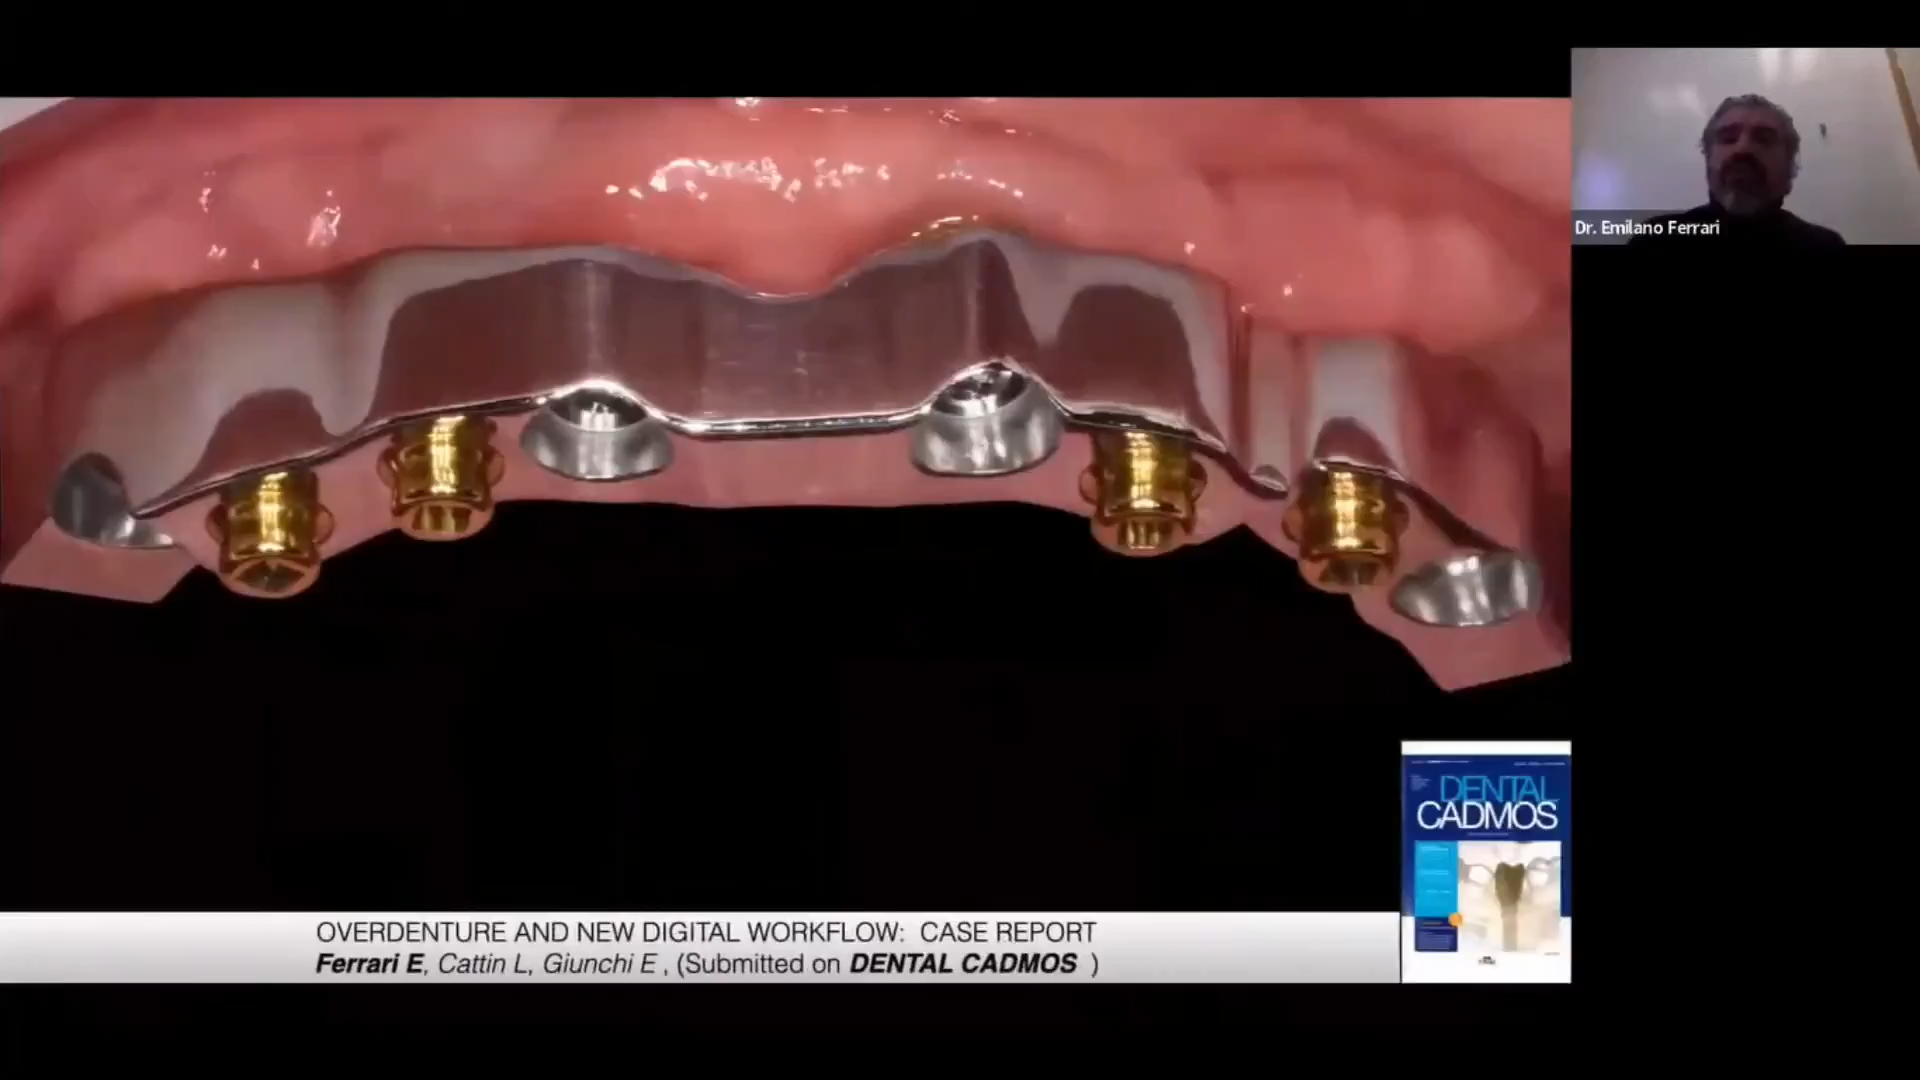 Dr. Emilano Ferrari
DENTAL
CADMOS
OVERDENTURE AND NEW DIGITAL WORKFLOW: CASE REPORT
Ferrari E, Cattin L, Giunchi E , (Submitted on DENTAL CADMOS )